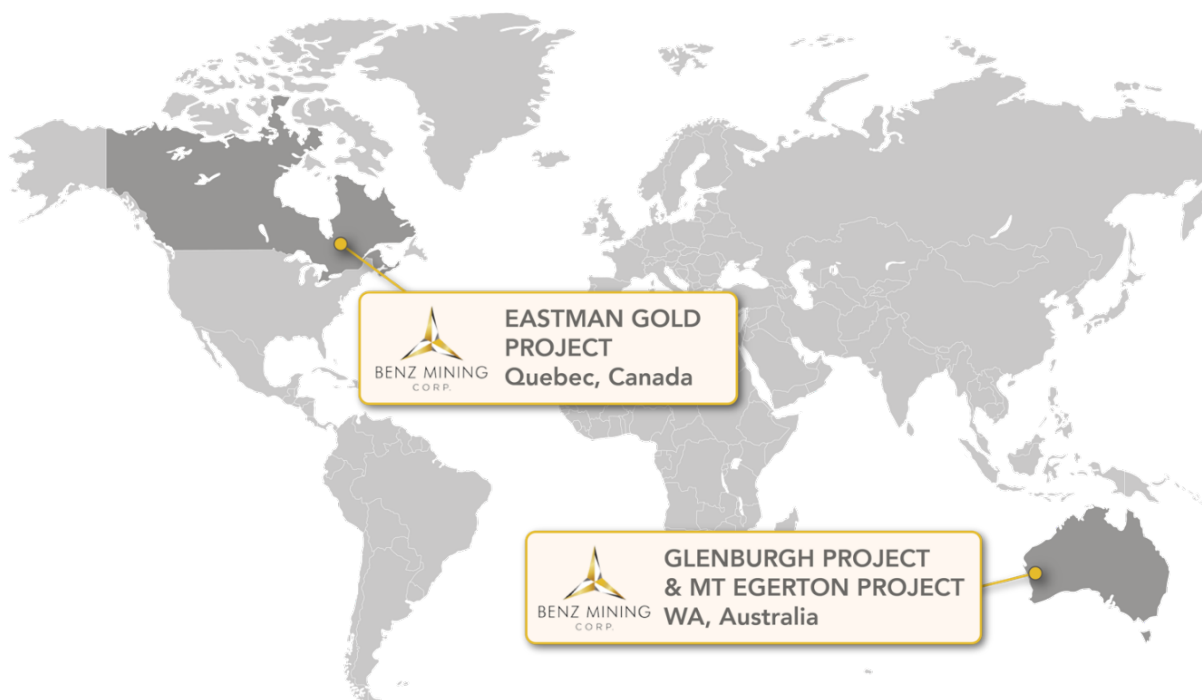 BENZ MINING
CORP.
EASTMAN GOLD
PROJECT
Quebec, Canada
BENZ MINING
CORP.
GLENBURGH PROJECT
& MT EGERTON PROJECT
WA, Australia